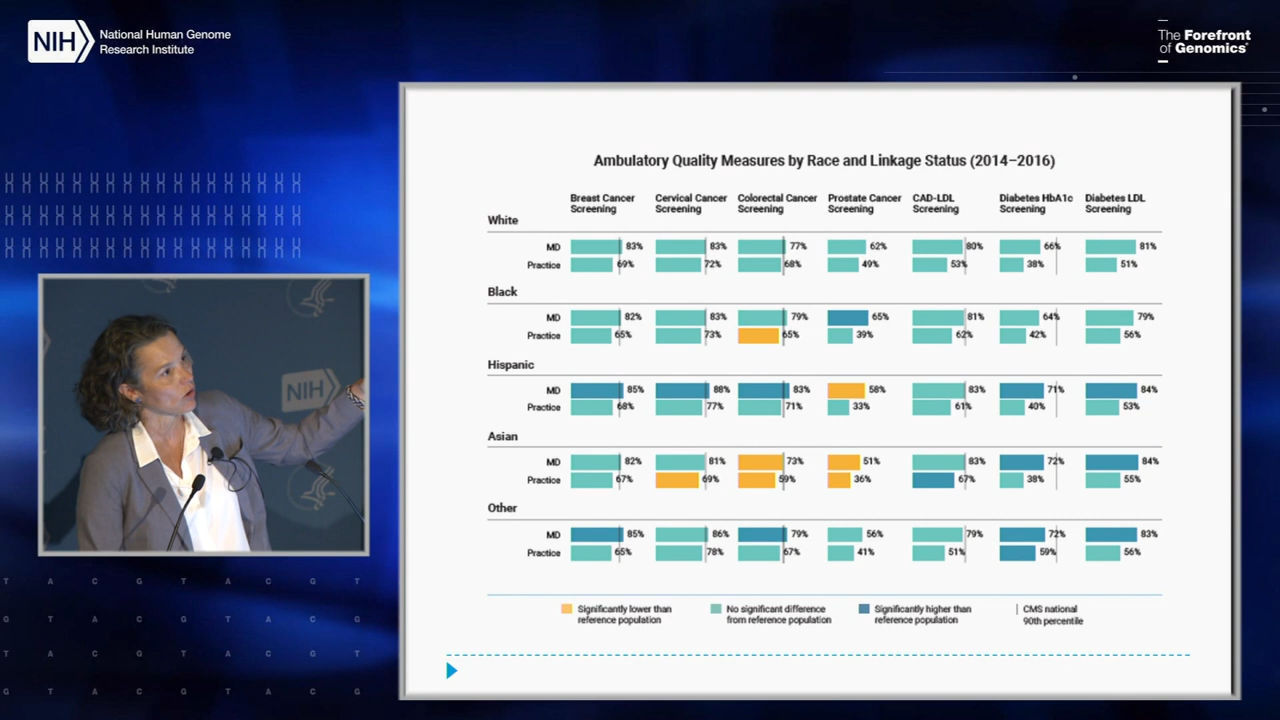 NIH
National Human Genome
Research Institute
The Forefront
of Genomics®
Ambulatory Quality Measures by Race and Linkage Status (2014–2016)
Breast Cancer Screening
Cervical Cancer Screening
Colorectal Cancer Screening
Prostate Cancer Screening
CAD-LDL Screening
Diabetes HbA1c Screening
Diabetes LDL Screening
White
MD 83% 83% 77% 62% 80% 66% 81%
Practice 69% 72% 68% 49% 53% 38% 51%
Black
MD 82% 83% 79% 65% 81% 64% 79%
Practice 65% 73% 65% 39% 62% 42% 56%
Hispanic
MD 85% 88% 83% 58% 83% 71% 84%
Practice 68% 77% 71% 33% 61% 40% 53%
Asian
MD 82% 81% 73% 51% 83% 72% 84%
Practice 67% 69% 59% 36% 67% 38% 55%
Other
MD 85% 86% 79% 56% 79% 72% 83%
Practice 65% 78% 67% 41% 51% 59% 56%
Significantly lower than
reference population
No significant difference
from reference population
Significantly higher than
reference population
CMS national
90th percentile
NIH
T A C G T A C G T
G T A C G T A C G
T A C G T A C G T
G T A C G T A C G